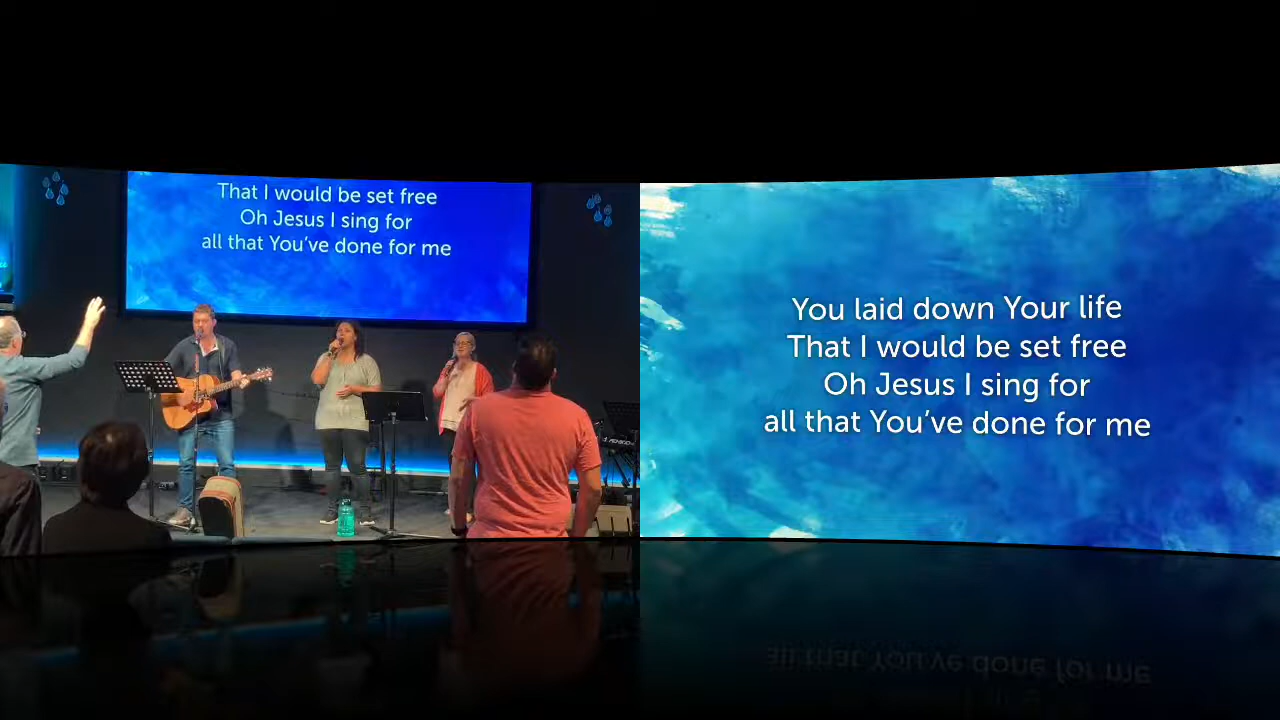 That I would be set free
Oh Jesus I sing for
all that You've done for me
You laid down Your life
That I would be set free
Oh Jesus I sing for
all that You've done for me